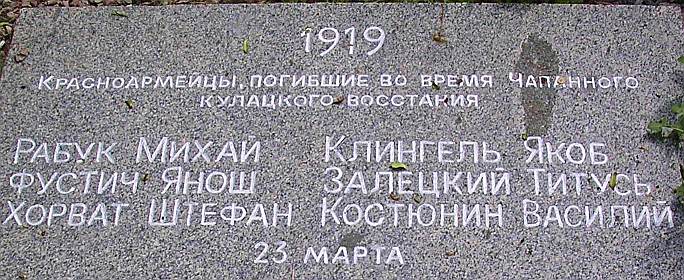 1919
Красноармейцы, погибшие во время Чапанного
кулацкого восстания
Рабук Михай Клингель Якоб
Фустич Янош Залецкий Титусь
Хорват Штефан Костюнин Василий
23 марта